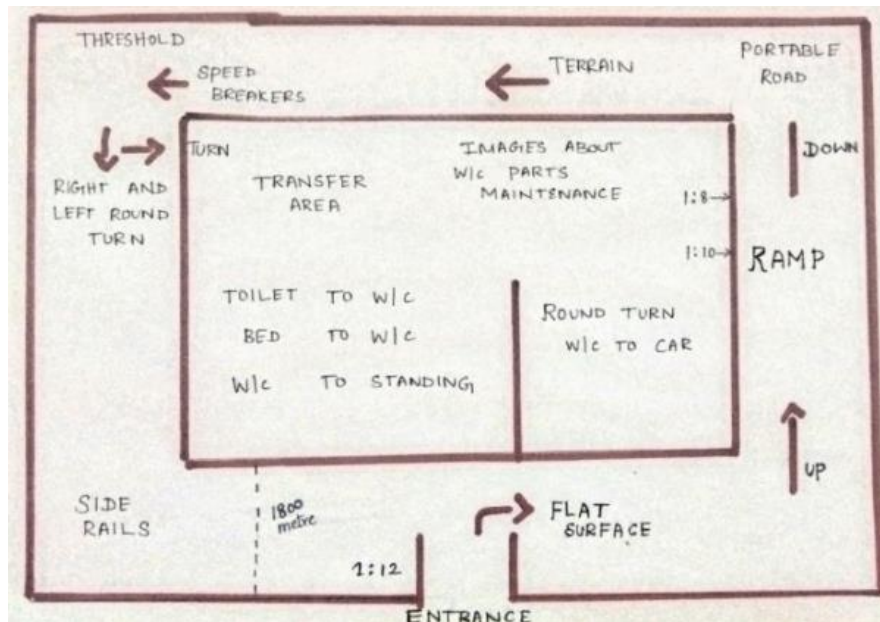 THRESHOLD
SPEED
BREAKERS
TERRAIN
PORTABLE
ROAD
TURN
RIGHT AND
LEFT ROUND
TURN
TRANSFER
AREA
IMAGES ABOUT
W/c PARTS
MAINTENANCE
DOWN
1:8
1:10
RAMP
TOILET TO W/C
BED TO W/C
W/c TO STANDING
ROUND TURN
W/c TO CAR
UP
SIDE
RAILS
1800
metre
FLAT
SURFACE
1:12
ENTRANCE